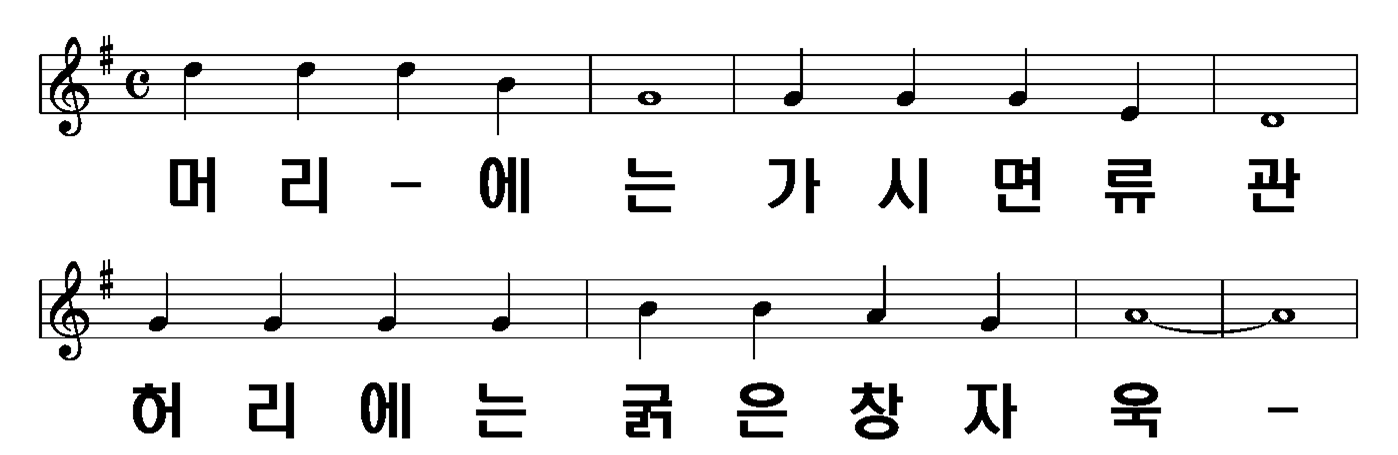 머 리 - 에 는 가 시 면 류 관
허 리 에 는 굵 은 창 자 욱 -